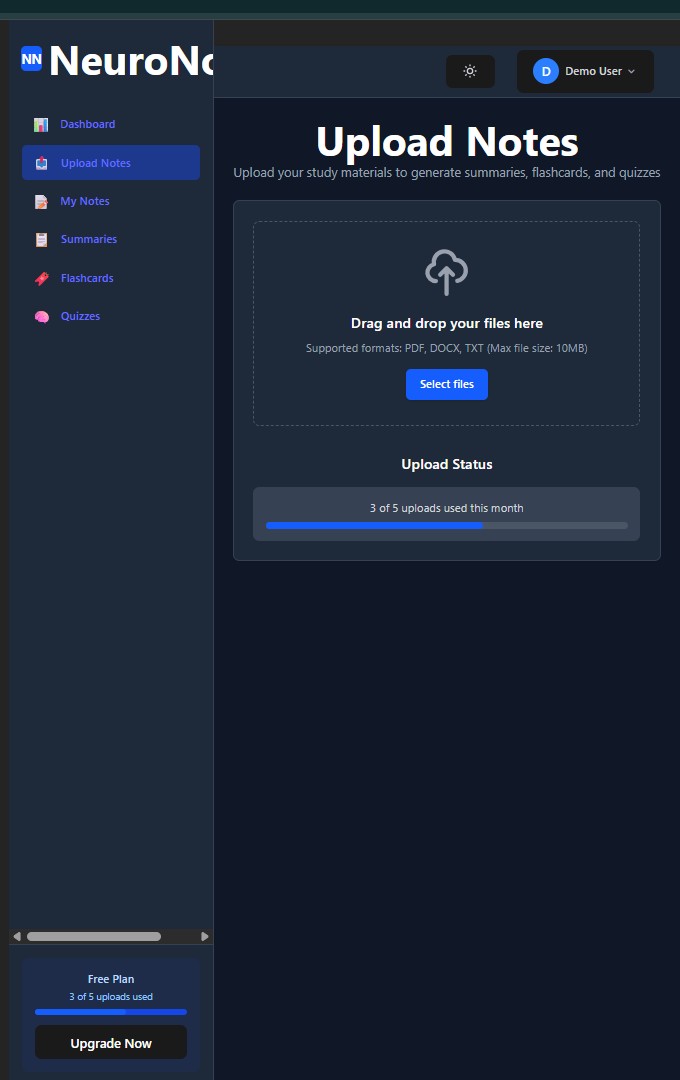 NN NeuroNo
Dashboard
Upload Notes
My Notes
Summaries
Flashcards
Quizzes
Free Plan
3 of 5 uploads used
Upgrade Now
D Demo User
Upload Notes
Upload your study materials to generate summaries, flashcards, and quizzes
Drag and drop your files here
Supported formats: PDF, DOCX, TXT (Max file size: 10MB)
Select files
Upload Status
3 of 5 uploads used this month